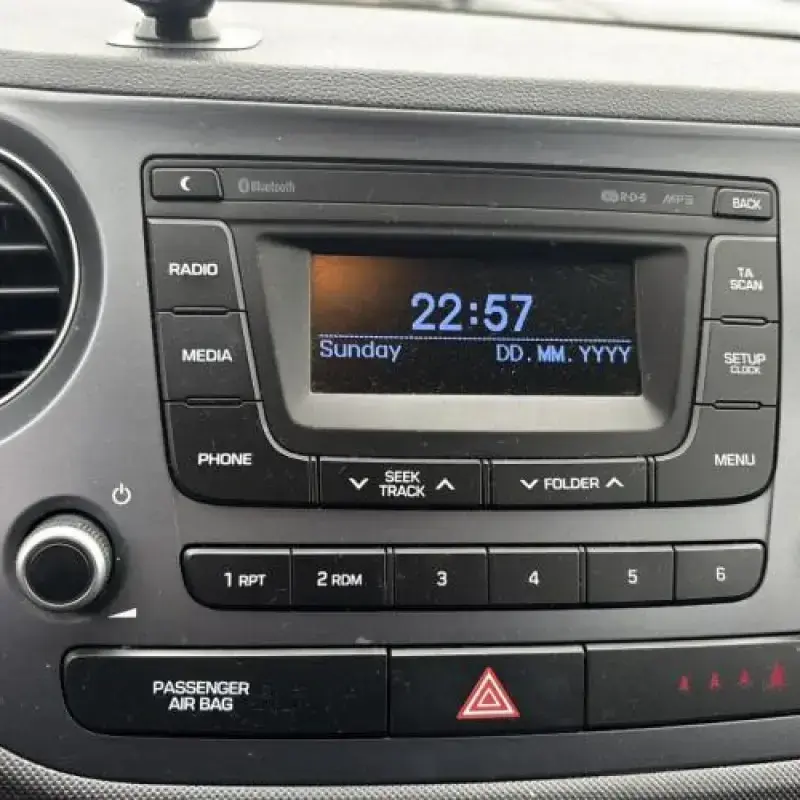 Bluetooth
R·D·S
MP3
BACK
RADIO
22:57
TA
SCAN
Sunday
DD.MM.YYYY
MEDIA
SETUP
CLOCK
PHONE
SEEK
TRACK
FOLDER
MENU
1 RPT
2 RDM
3
4
5
6
PASSENGER
AIR BAG